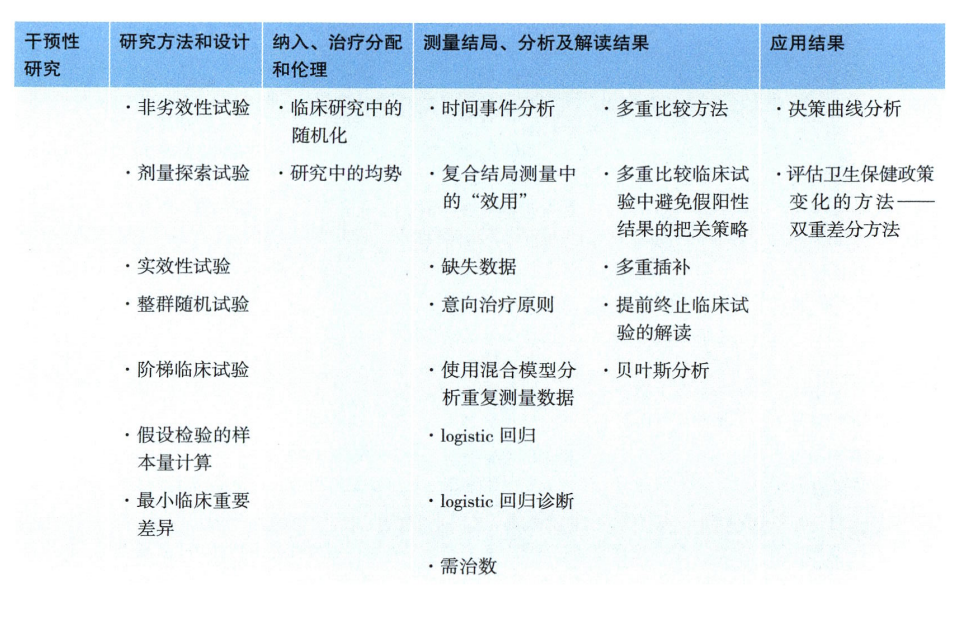 干预性 研究方法和设计 纳入、治疗分配 测量结局、分析及解读结果 应用结果
研究 和伦理
· 非劣效性试验 · 临床研究中的 · 时间事件分析 · 多重比较方法 · 决策曲线分析
随机化
· 剂量探索试验 · 研究中的均势 · 复合结局测量中 · 多重比较临床试 · 评估卫生保健政策
的“效用” 验中避免假阳性 变化的方法——
结果的把关策略 双重差分方法
· 实效性试验 · 缺失数据 · 多重插补
· 整群随机试验 · 意向治疗原则 · 提前终止临床试
验的解读
· 阶梯临床试验 · 使用混合模型分 · 贝叶斯分析
析重复测量数据
· 假设检验的样 · logistic 回归
本量计算
· 最小临床重要 · logistic 回归诊断
差异
· 需治数